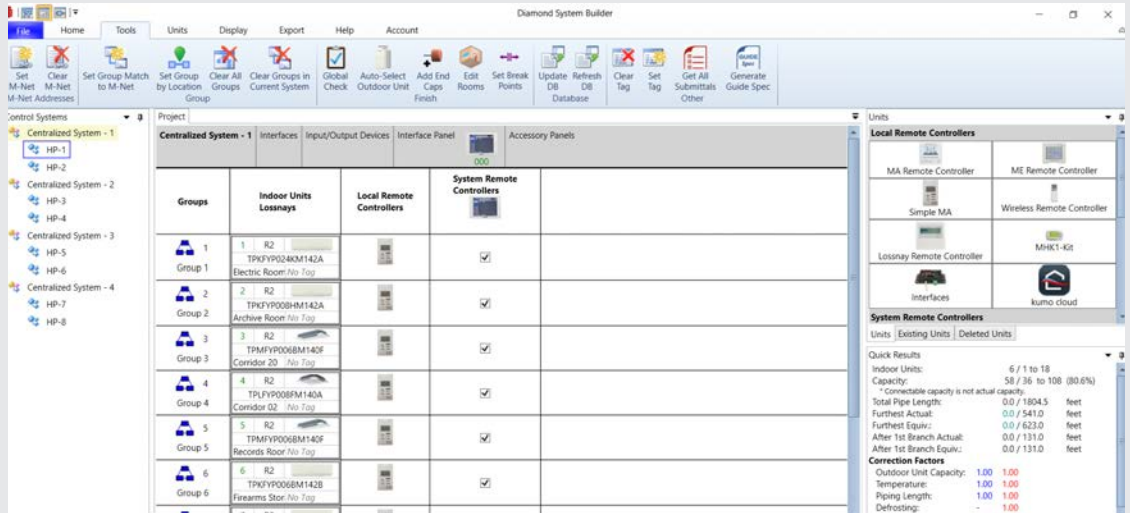 Diamond System Builder
File Home Tools Units Display Export Help Account
Set M-Net Clear M-Net Set Group Match to M-Net Set Group by Location Clear All Groups Clear Groups in Current System Global Check Auto-Select Outdoor Unit Add End Caps Edit Rooms Set Break Points Update DB Refresh DB Clear Tag Set Tag Get All Submittals Generate Guide Spec
M-Net Addresses Group Finish Database Other
Control Systems
Centralized System - 1
HP-1
HP-2
Centralized System - 2
HP-3
HP-4
Centralized System - 3
HP-5
HP-6
Centralized System - 4
HP-7
HP-8
Project
Centralized System - 1 Interfaces Input/Output Devices Interface Panel 000 Accessory Panels
Groups Indoor Units Lossnays Local Remote Controllers System Remote Controllers
1 Group 1
1 R2
TPKFYP024KM142A
Electric Room No Tag
2 Group 2
2 R2
TPKFYP008HM142A
Archive Room No Tag
3 Group 3
3 R2
TPMFYP006BM140F
Corridor 20 No Tag
4 Group 4
4 R2
TPLFYP008FM140A
Corridor 02 No Tag
5 Group 5
5 R2
TPMFYP006BM140F
Records Roor No Tag
6 Group 6
6 R2
TPKFYP006BM142B
Firearms Stor No Tag
Units
Local Remote Controllers
MA Remote Controller ME Remote Controller
Simple MA Wireless Remote Controller
Lossnay Remote Controller MHK1-Kit
Interfaces kumo cloud
System Remote Controllers
Units Existing Units Deleted Units
Quick Results
Indoor Units: 6 / 1 to 18
Capacity: 58 / 36 to 108 (80.6%)
* Connectable capacity is not actual capacity.
Total Pipe Length: 0.0 / 1804.5 feet
Furthest Actual: 0.0 / 541.0 feet
Furthest Equiv.: 0.0 / 623.0 feet
After 1st Branch Actual: 0.0 / 131.0 feet
After 1st Branch Equiv.: 0.0 / 131.0 feet
Correction Factors
Outdoor Unit Capacity: 1.00 1.00
Temperature: 1.00 1.00
Piping Length: 1.00 1.00
Defrosting: - 1.00